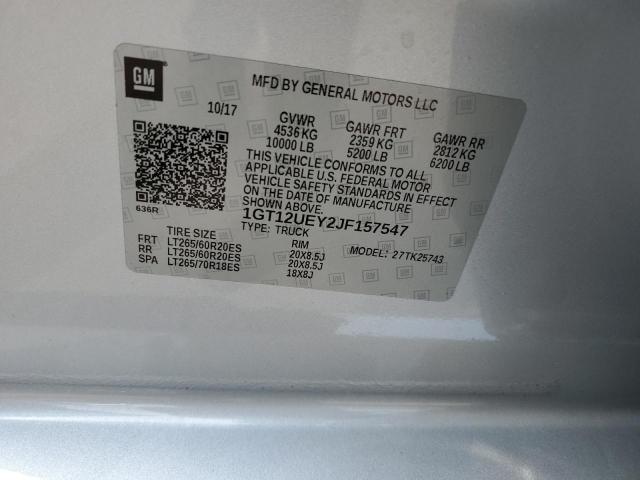 GM
MFD BY GENERAL MOTORS LLC
10/17
GVWR GAWR FRT GAWR RR
4536 KG 2359 KG 2812 KG
10000 LB 5200 LB 6200 LB
THIS VEHICLE CONFORMS TO ALL
APPLICABLE U.S. FEDERAL MOTOR
VEHICLE SAFETY STANDARDS IN EFFECT
ON THE DATE OF MANUFACTURE
SHOWN ABOVE.
636R
1GT12UEY2JF157547
TYPE: TRUCK
MODEL: 27TK25743
TIRE SIZE RIM
FRT LT265/60R20ES 20X8.5J
RR LT265/60R20ES 20X8.5J
SPA LT265/70R18ES 18X8J